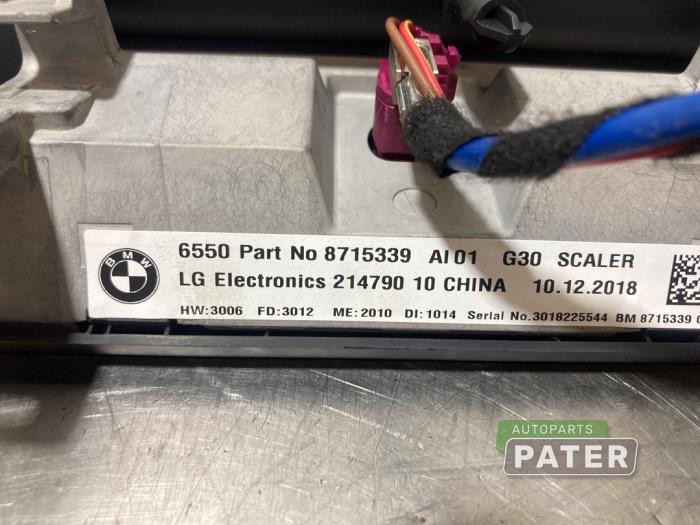 BMW
6550 Part No 8715339 AI 01 G30 SCALER
LG Electronics 214790 10 CHINA 10.12.2018
HW:3006 FD:3012 ME:2010 DI:1014 Serial No.3018225544 BM 8715339
AUTOPARTS
PATER